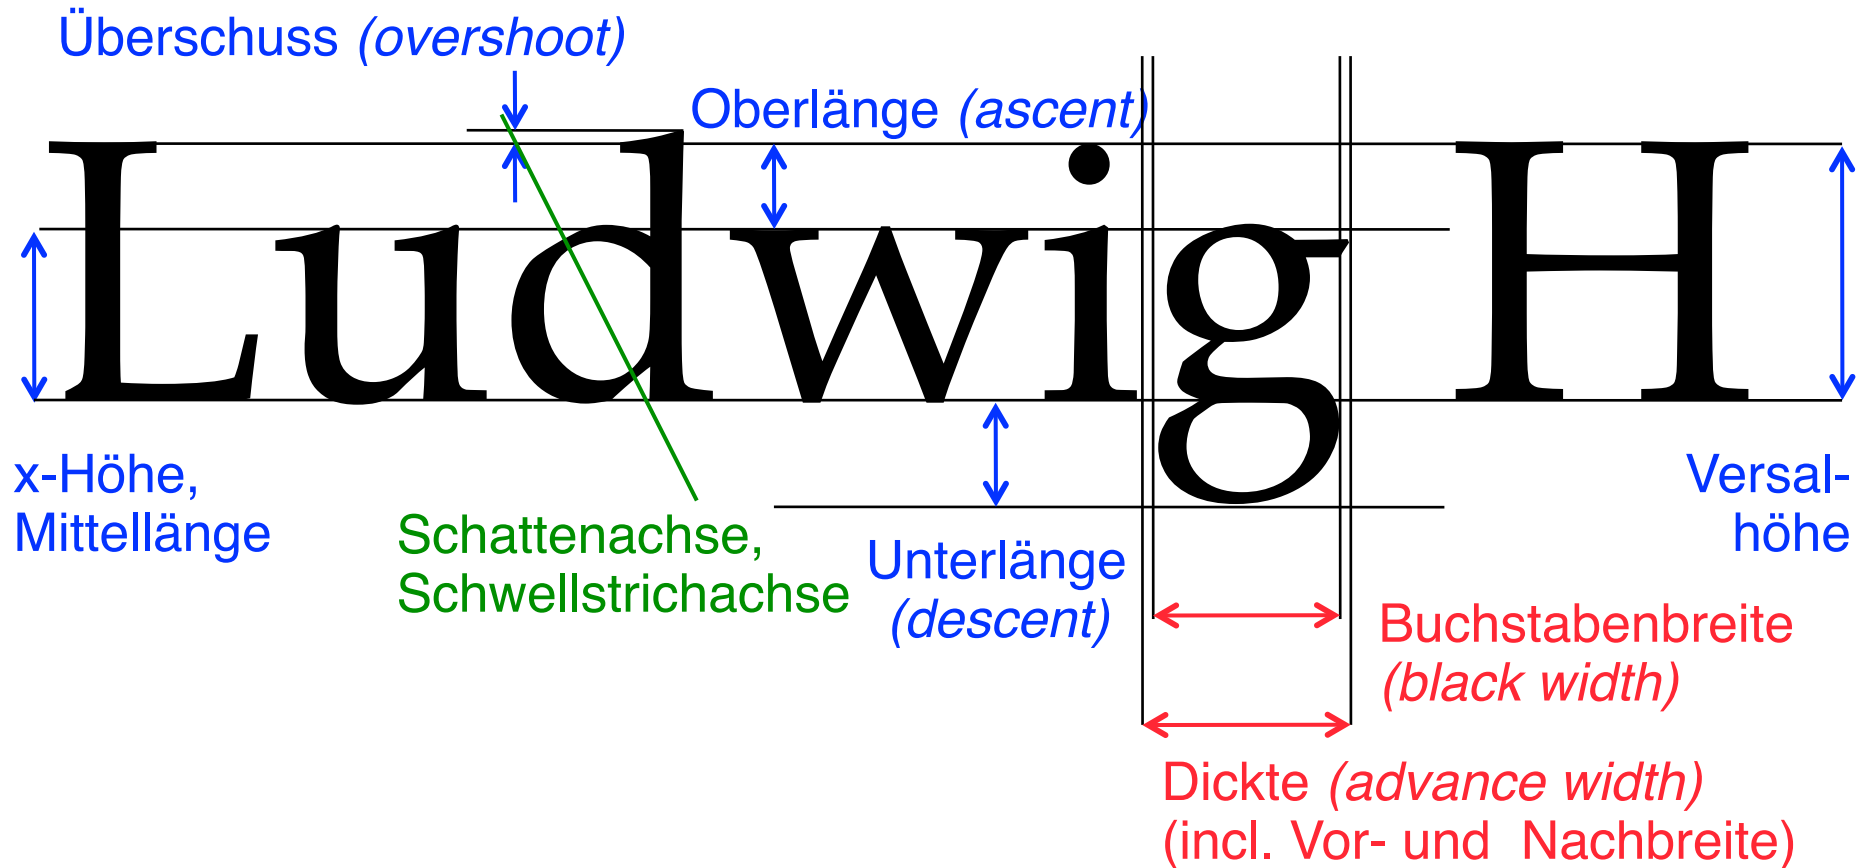 Überschuss (overshoot)
Oberlänge (ascent)
Ludwig H
x-Höhe,
Mittellänge
Schattenachse,
Schwellstrichachse
Unterlänge
(descent)
Versal-
höhe
Buchstabenbreite
(black width)
Dickte (advance width)
(incl. Vor- und Nachbreite)